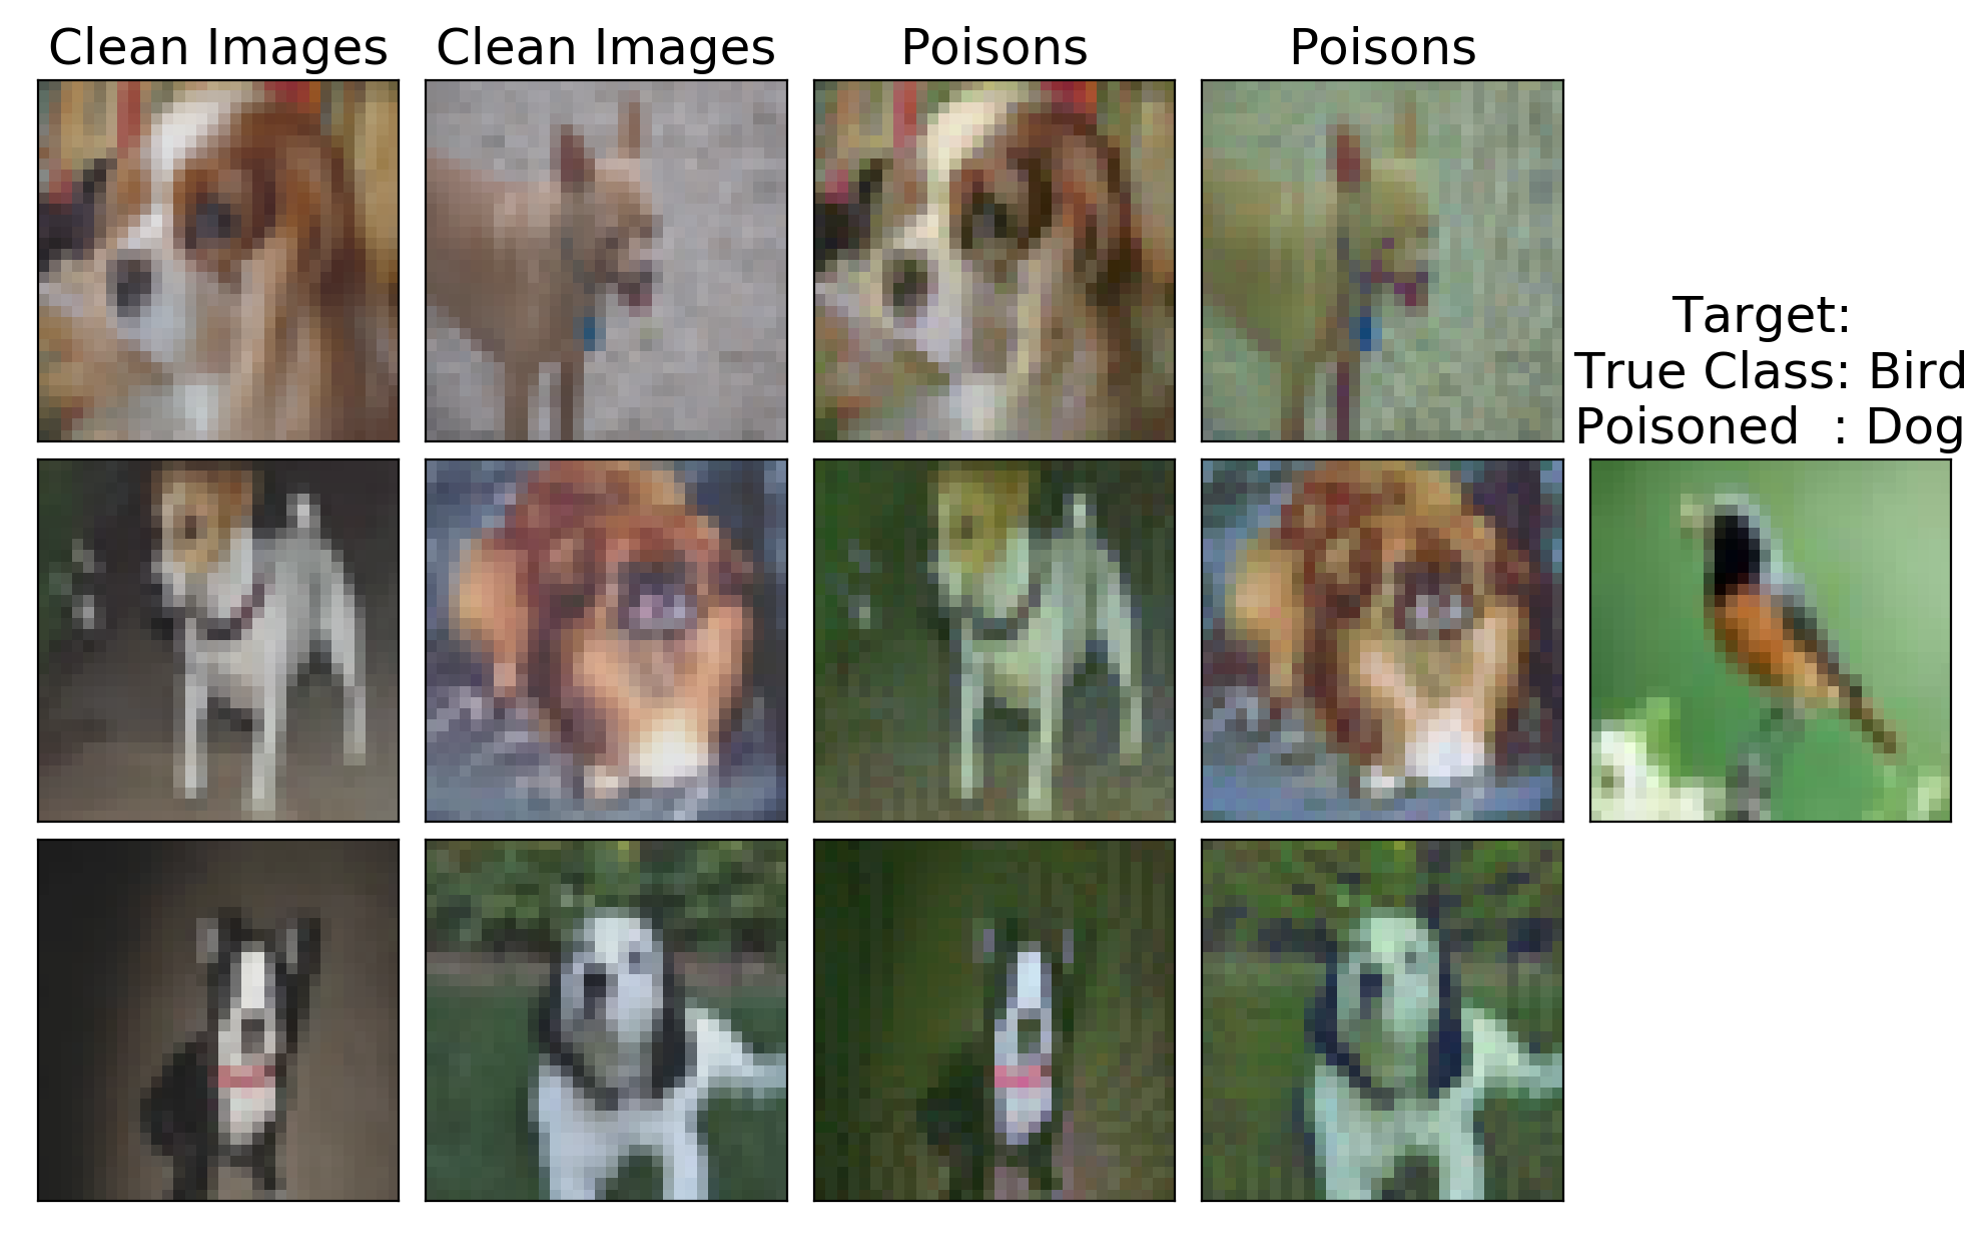 Clean Images
Clean Images
Poisons
Poisons
Target:
True Class: Bird
Poisoned  : Dog